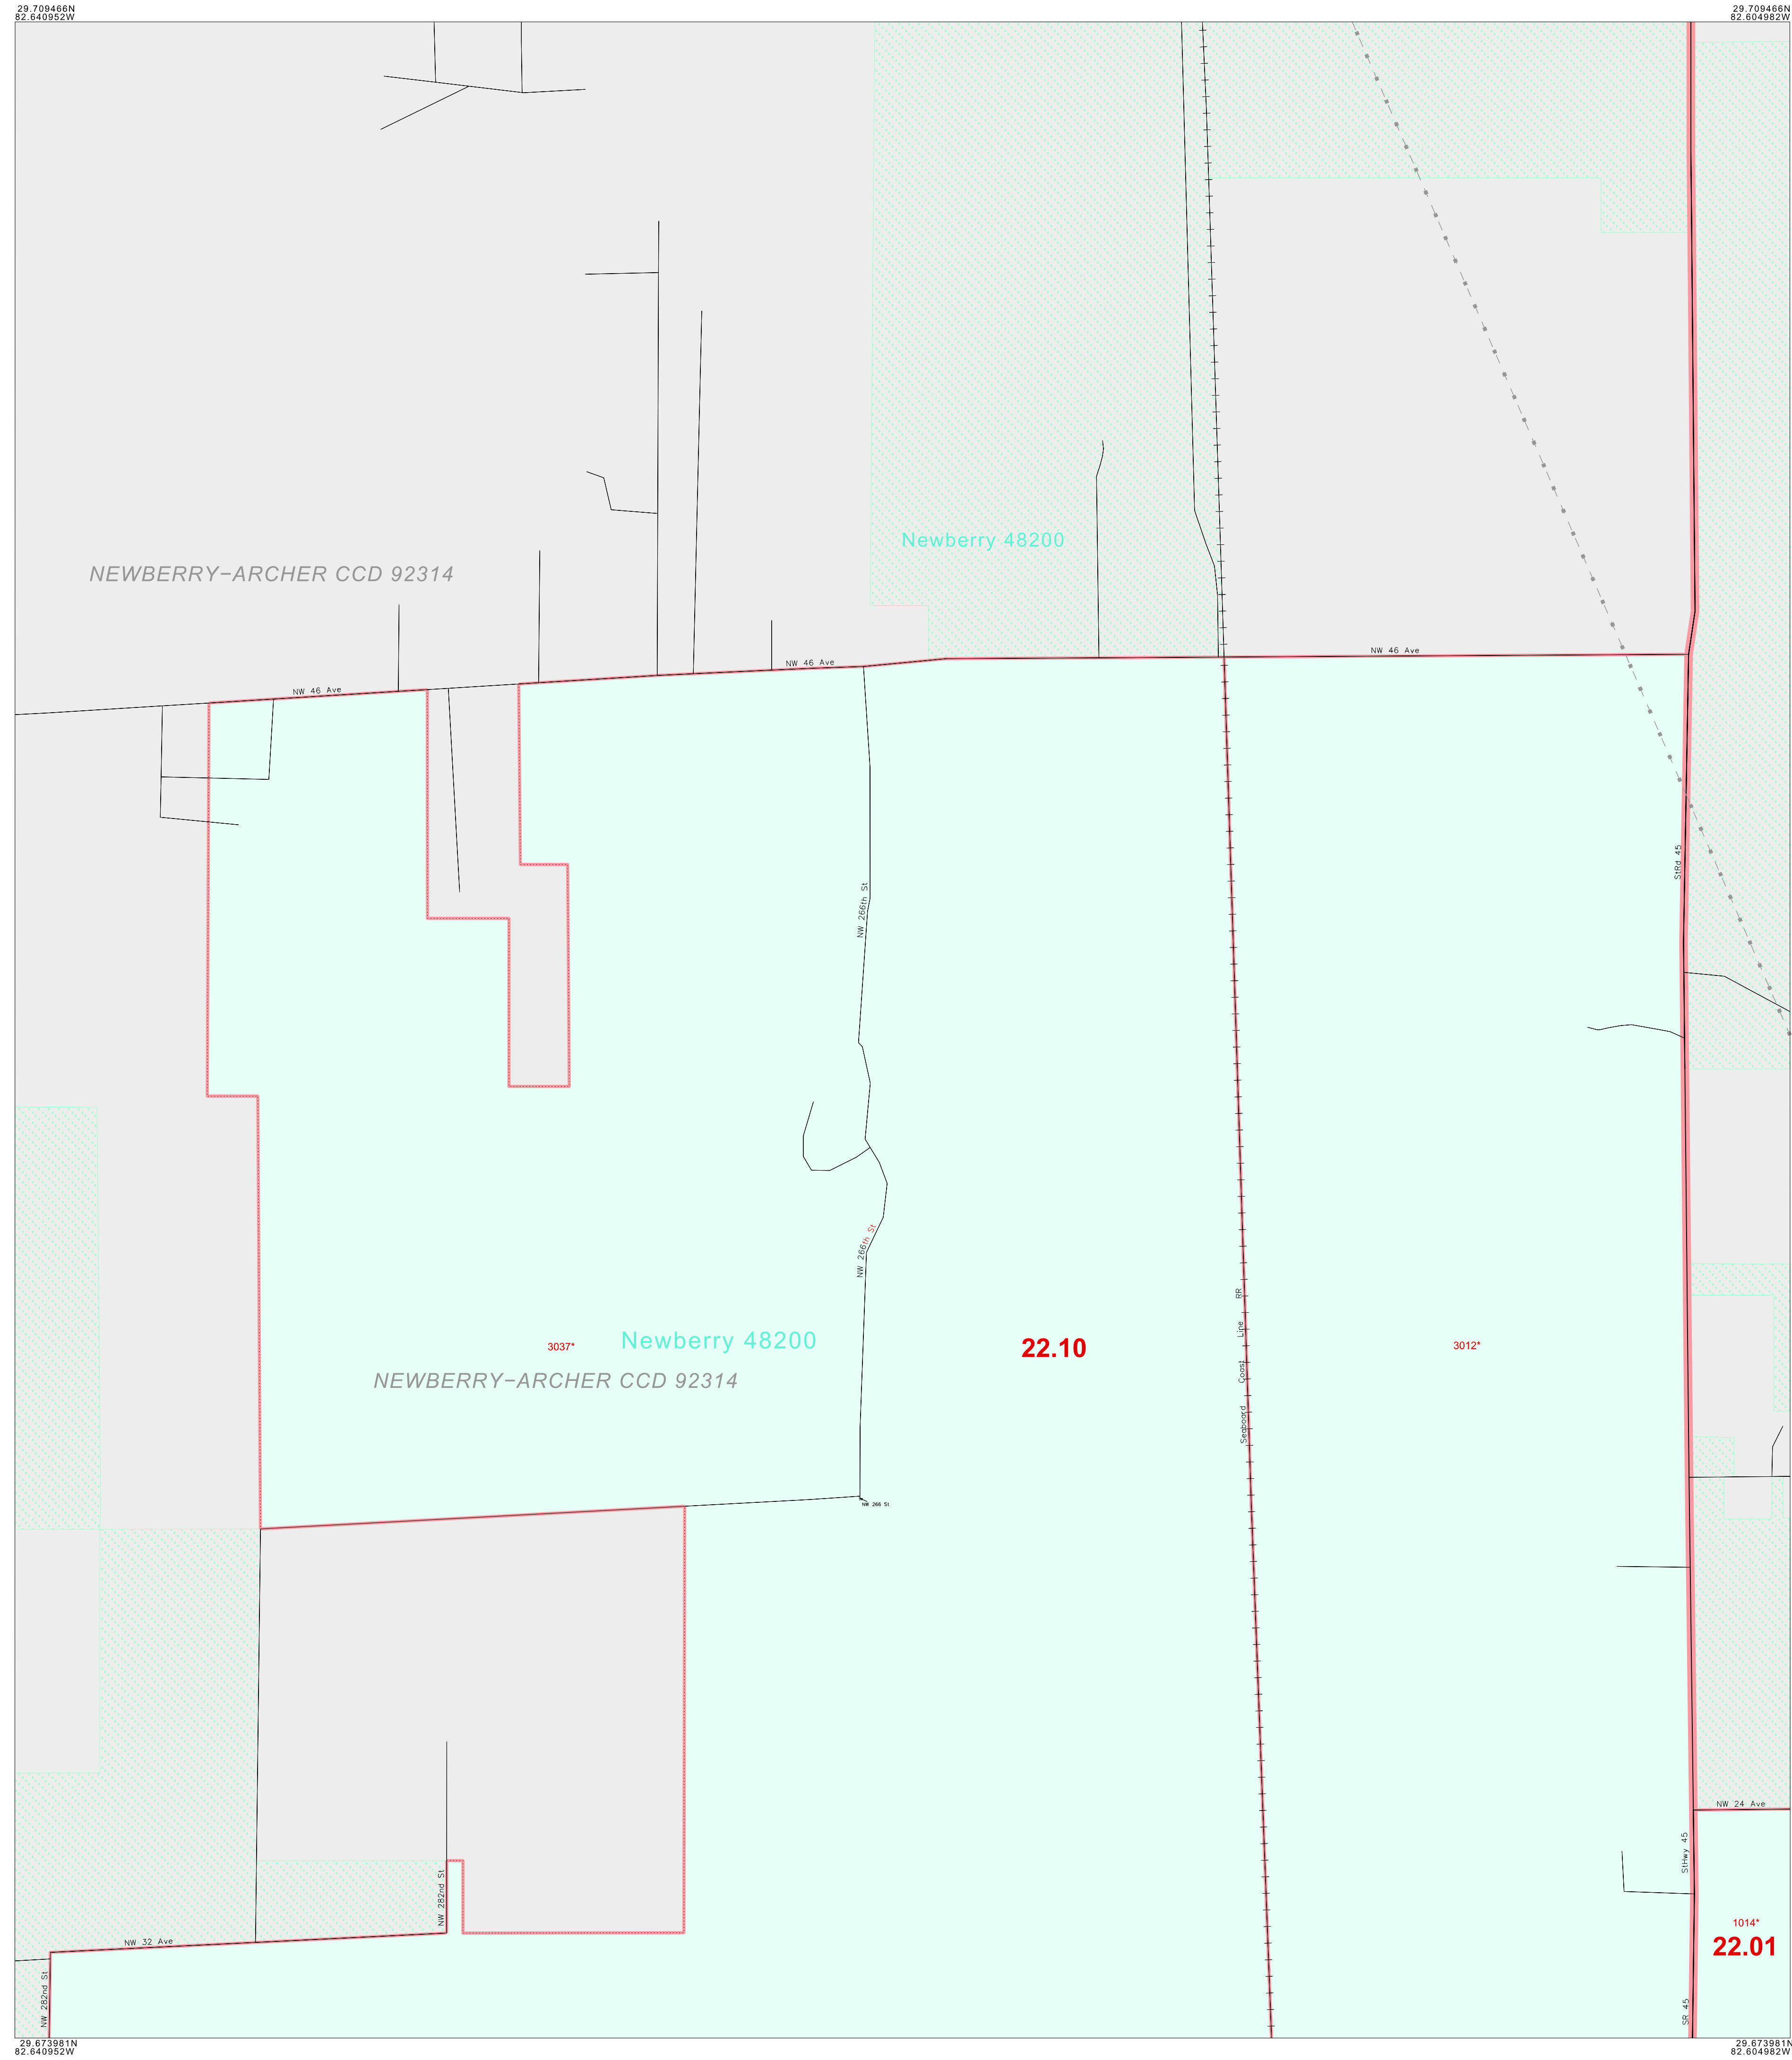 29.709466N
82.640952W
29.709466N
82.604982W
Newberry 48200
NEWBERRY-ARCHER CCD 92314
NW 46 Ave
NW 46 Ave
NW 46 Ave
StRd 45
NW 266th St
NW 266th St
Seaboard Coast Line RR
Newberry 48200
3037*
22.10
3012*
NEWBERRY-ARCHER CCD 92314
NW 266 St
NW 24 Ave
StHwy 45
NW 282nd St
1014*
22.01
NW 32 Ave
NW 282nd St
SR 45
29.673981N
82.640952W
29.673981N
82.604982W